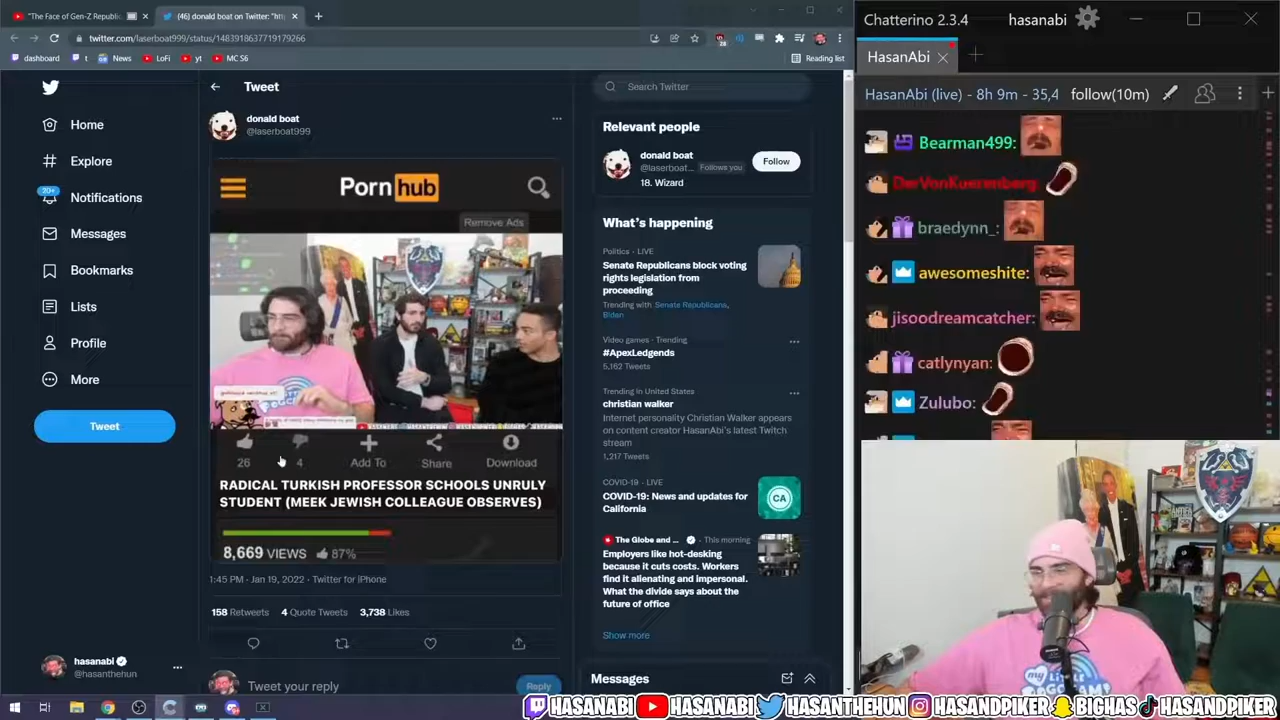 "The Face of Gen-Z Republic
(46) donald boat on Twitter: "htt
twitter.com/laserboat999/status/1483918637719179266
28
dashboard
t
News
LoFi
yt
MC S6
Reading list
Home
Explore
20+
Notifications
Messages
Bookmarks
Lists
Profile
More
Tweet
hasanabi
@hasanthehun
Tweet
donald boat
@laserboat999
Porn hub
Remove Ads
26
4
Add To
Share
Download
RADICAL TURKISH PROFESSOR SCHOOLS UNRULY
STUDENT (MEEK JEWISH COLLEAGUE OBSERVES)
8,669 VIEWS
87%
1:45 PM · Jan 19, 2022 · Twitter for iPhone
158 Retweets
4 Quote Tweets
3,738 Likes
Tweet your reply
Reply
Search Twitter
Relevant people
donald boat
@laserboat...
Follows you
Follow
18. Wizard
What's happening
Politics · LIVE
Senate Republicans block voting
rights legislation from
proceeding
Trending with Senate Republicans,
Biden
Video games · Trending
#ApexLedgends
5,162 Tweets
Trending in United States
christian walker
Internet personality Christian Walker appears
on content creator HasanAbi's latest Twitch
stream
1,217 Tweets
COVID-19 · LIVE
COVID-19: News and updates for
California
CA
The Globe and ...
· This morning
Employers like hot-desking
because it cuts costs. Workers
find it alienating and impersonal.
What the divide says about the
future of office
Show more
Messages
Chatterino 2.3.4
hasanabi
HasanAbi
HasanAbi (live) - 8h 9m - 35,4
follow(10m)
Bearman499:
DerVonKuerenberg:
braedynn_:
awesomeshite:
jisoodreamcatcher:
catlynyan:
Zulubo:
my little
HASANABI
HASANABI
HASANTHEHUN
HASANDPIKER
BIGHAS
HASANDPIKER